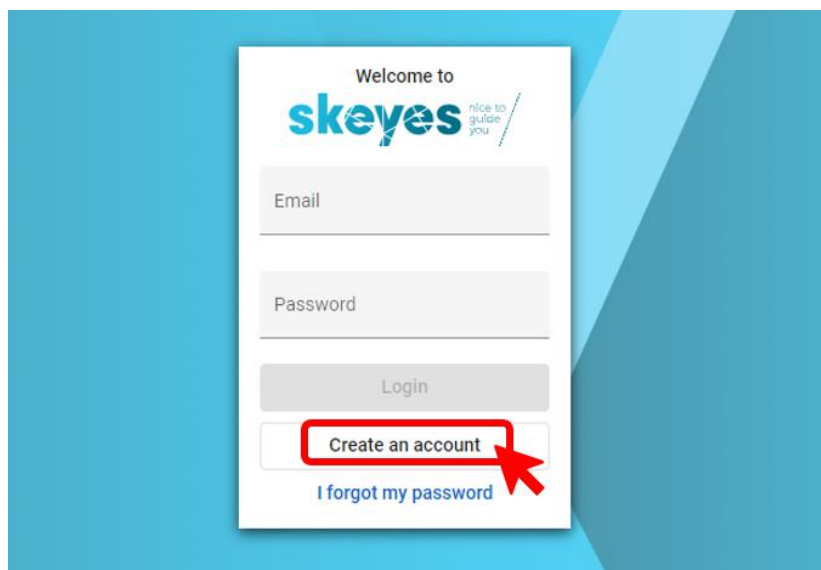 Welcome to
skeyes
nice to
guide
you
Email
Password
Login
Create an account
I forgot my password